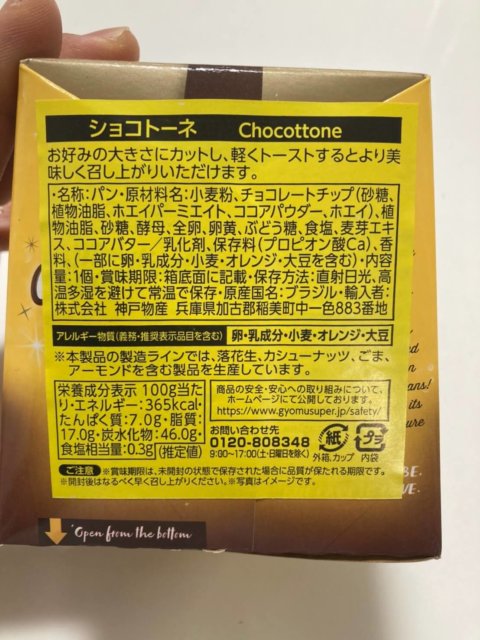 ショコトーネ Chocottone
お好みの大きさにカットし、軽くトーストするとより美
味しく召し上がりいただけます。
・名称:パン・原材料名:小麦粉、チョコレートチップ(砂糖、
植物油脂、ホエイパーミエイト、ココアパウダー、ホエイ)、植
物油脂、砂糖、酵母、全卵、卵黄、ぶどう糖、食塩、麦芽エキ
ス、ココアバター/乳化剤、保存料(プロピオン酸Ca)、香
料、(一部に卵・乳成分・小麦・オレンジ・大豆を含む)・内容
量:1個・賞味期限:箱底面に記載・保存方法:直射日光、高
温多湿を避けて常温で保存・原産国名:ブラジル・輸入者:
株式会社 神戸物産 兵庫県加古郡稲美町中一色883番地
アレルギー物質(義務・推奨表示品目を含む) 卵・乳成分・小麦・オレンジ・大豆
※本製品の製造ラインでは、落花生、カシューナッツ、ごま、
アーモンドを含む製品を生産しています。
栄養成分表示 100g当た
り・エネルギー:365kcal・
たんぱく質:7.0g・脂質:
17.0g・炭水化物:46.0g・
食塩相当量:0.3g(推定値)
商品の安全・安心への取り組みについて、
ホームページにて公開しております。
https://www.gyomusuper.jp/safety/
お問い合わせ先
0120-808348
9:00〜17:00(土・日曜日を除く)
紙 プラ
外箱、カップ 内袋
ご注意 ※賞味期限は、未開封の状態で保存された場合に品質が保たれる期限です。
※開封後はなるべく早く召し上がりください。※写真はイメージです。
Open from the bottom